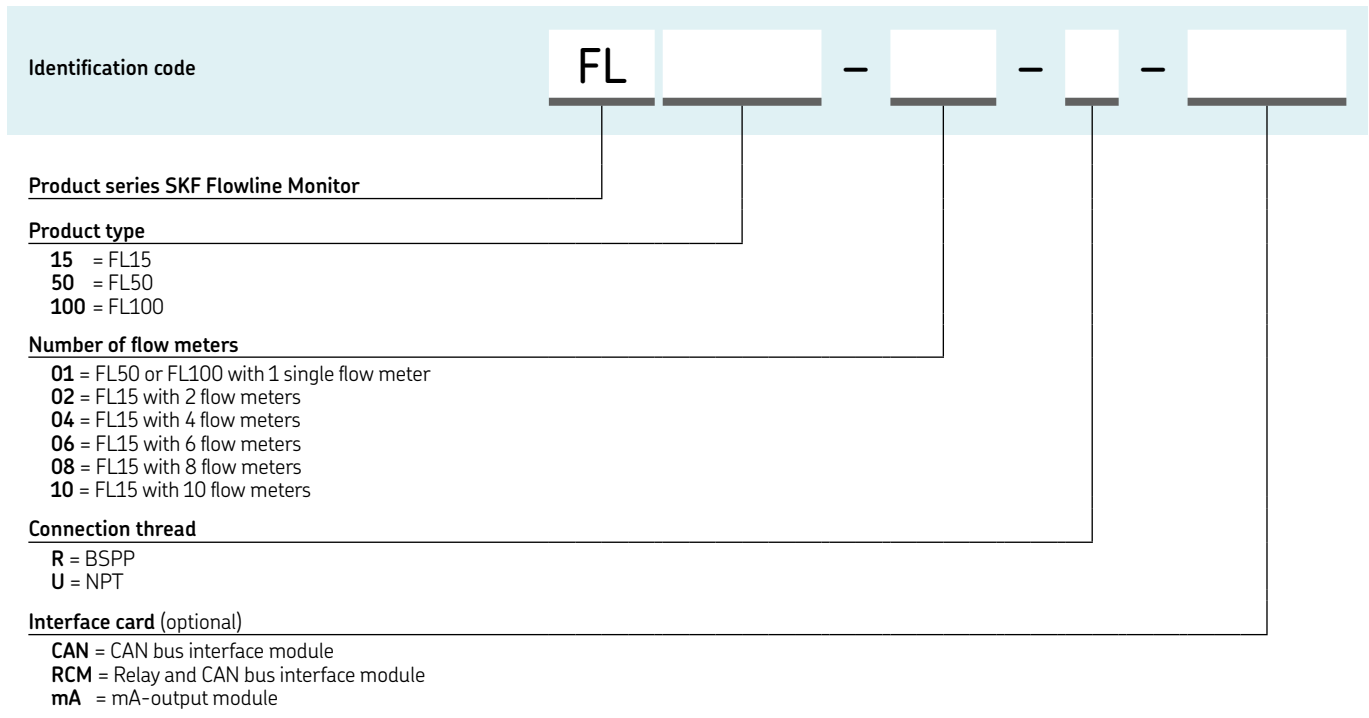 Identification code FL – – –
Product series SKF Flowline Monitor
Product type
15 = FL15
50 = FL50
100 = FL100
Number of flow meters
01 = FL50 or FL100 with 1 single flow meter
02 = FL15 with 2 flow meters
04 = FL15 with 4 flow meters
06 = FL15 with 6 flow meters
08 = FL15 with 8 flow meters
10 = FL15 with 10 flow meters
Connection thread
R = BSPP
U = NPT
Interface card (optional)
CAN = CAN bus interface module
RCM = Relay and CAN bus interface module
mA = mA-output module